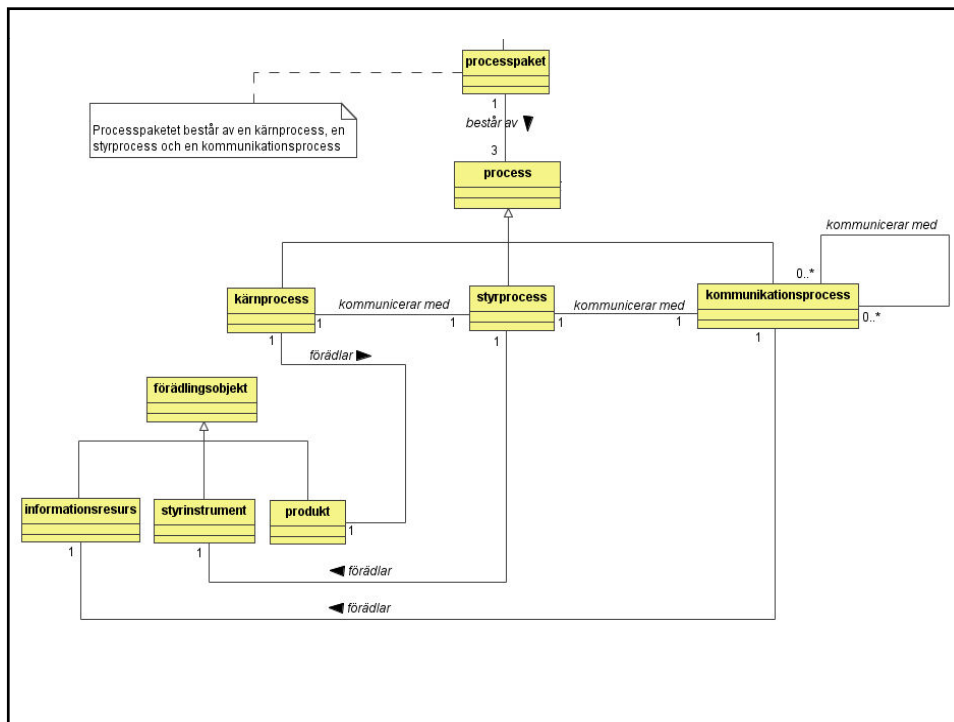 processpaket
Processpaketet består av en kärnprocess, en
styrprocess och en kommunikationsprocess
1
består av
3
process
kommunicerar med
0..*
kärnprocess
kommunicerar med
styrprocess
kommunicerar med
kommunikationsprocess
0..*
1
1
1
1
1
1
1
förädlar
förädlingsobjekt
informationsresurs
styrinstrument
produkt
1
1
1
förädlar
förädlar